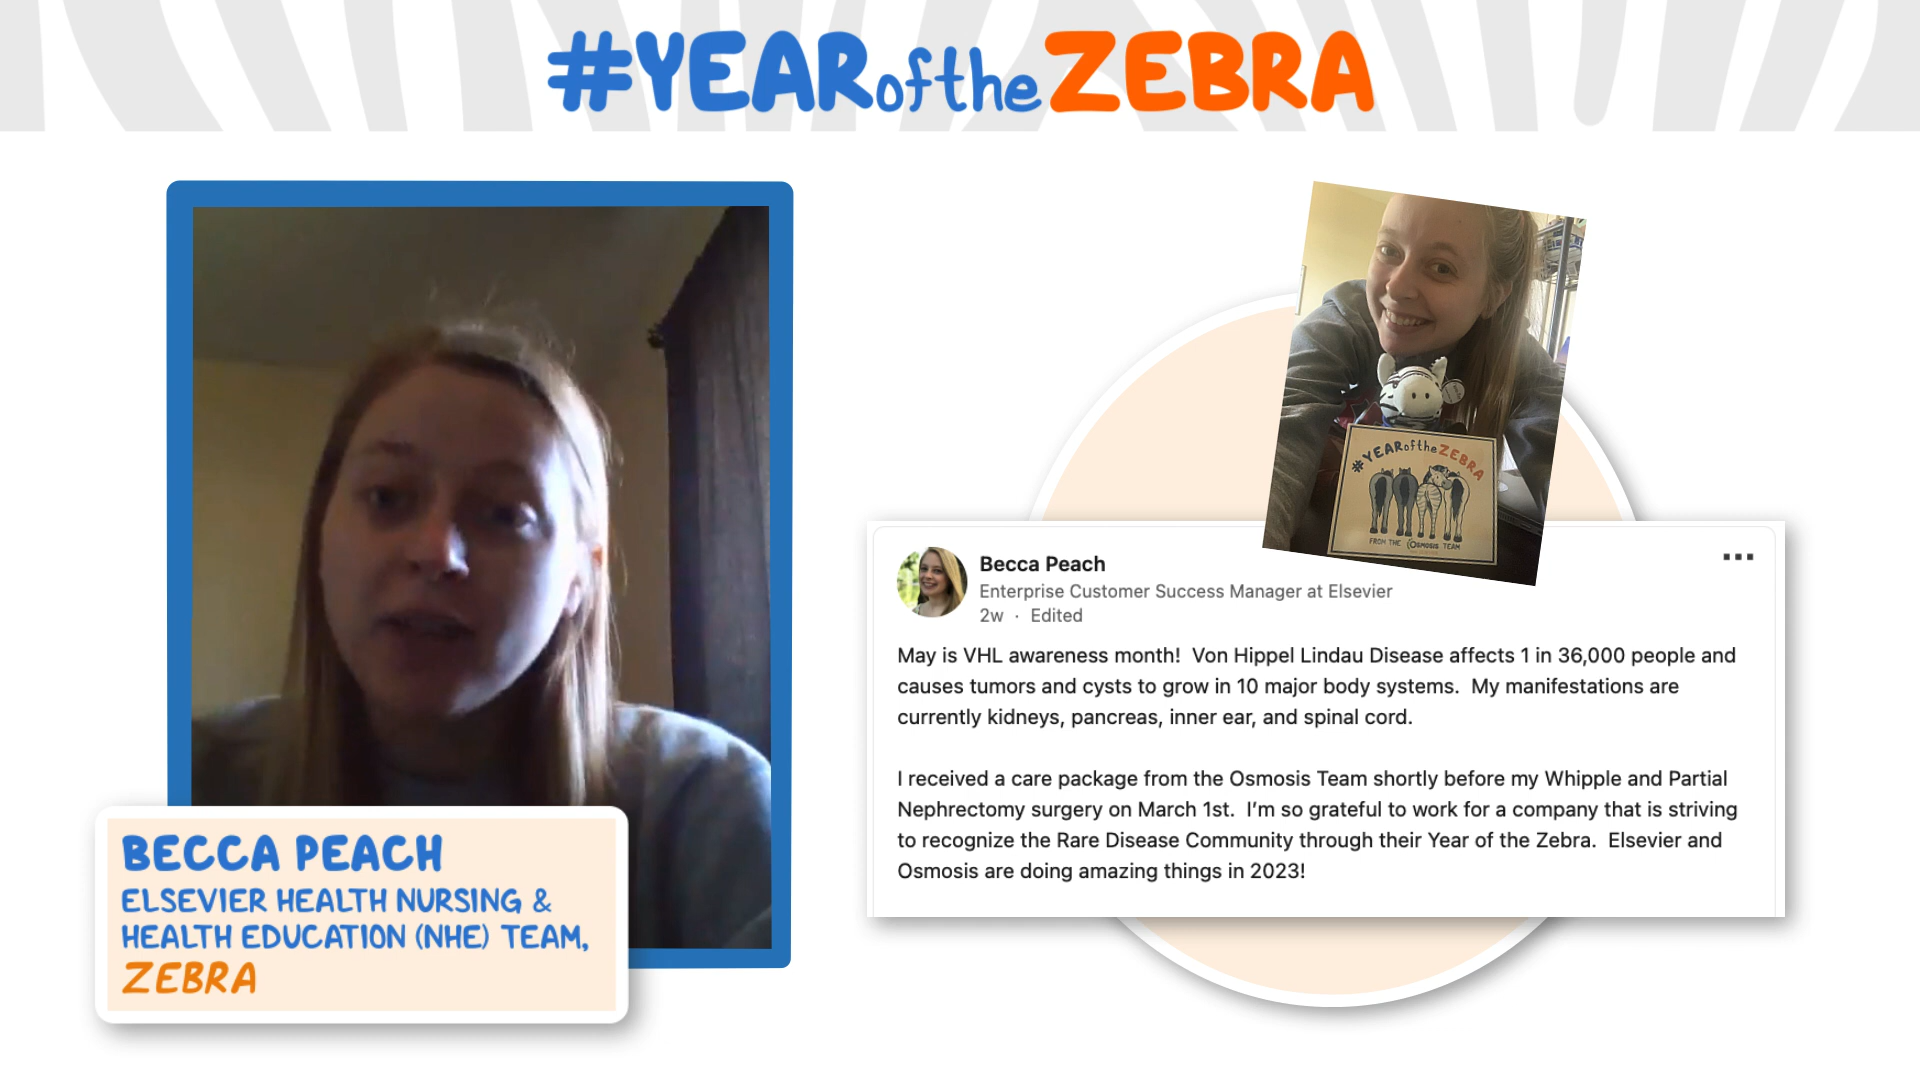 #YEARoftheZEBRA
#YEARoftheZEBRA
FROM THE OSMOSIS TEAM
Becca Peach
Enterprise Customer Success Manager at Elsevier
2w · Edited
May is VHL awareness month!  Von Hippel Lindau Disease affects 1 in 36,000 people and
causes tumors and cysts to grow in 10 major body systems.  My manifestations are
currently kidneys, pancreas, inner ear, and spinal cord.
I received a care package from the Osmosis Team shortly before my Whipple and Partial
Nephrectomy surgery on March 1st.  I’m so grateful to work for a company that is striving
to recognize the Rare Disease Community through their Year of the Zebra.  Elsevier and
Osmosis are doing amazing things in 2023!
BECCA PEACH
ELSEVIER HEALTH NURSING &
HEALTH EDUCATION (NHE) TEAM,
ZEBRA